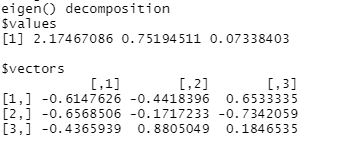 eigen() decomposition
$values
[1] 2.17467086 0.75194511 0.07338403
$vectors
[,1] [,2] [,3]
[1,] -0.6147626 -0.4418396 0.6533335
[2,] -0.6568506 -0.1717233 -0.7342059
[3,] -0.4365939 0.8805049 0.1846535